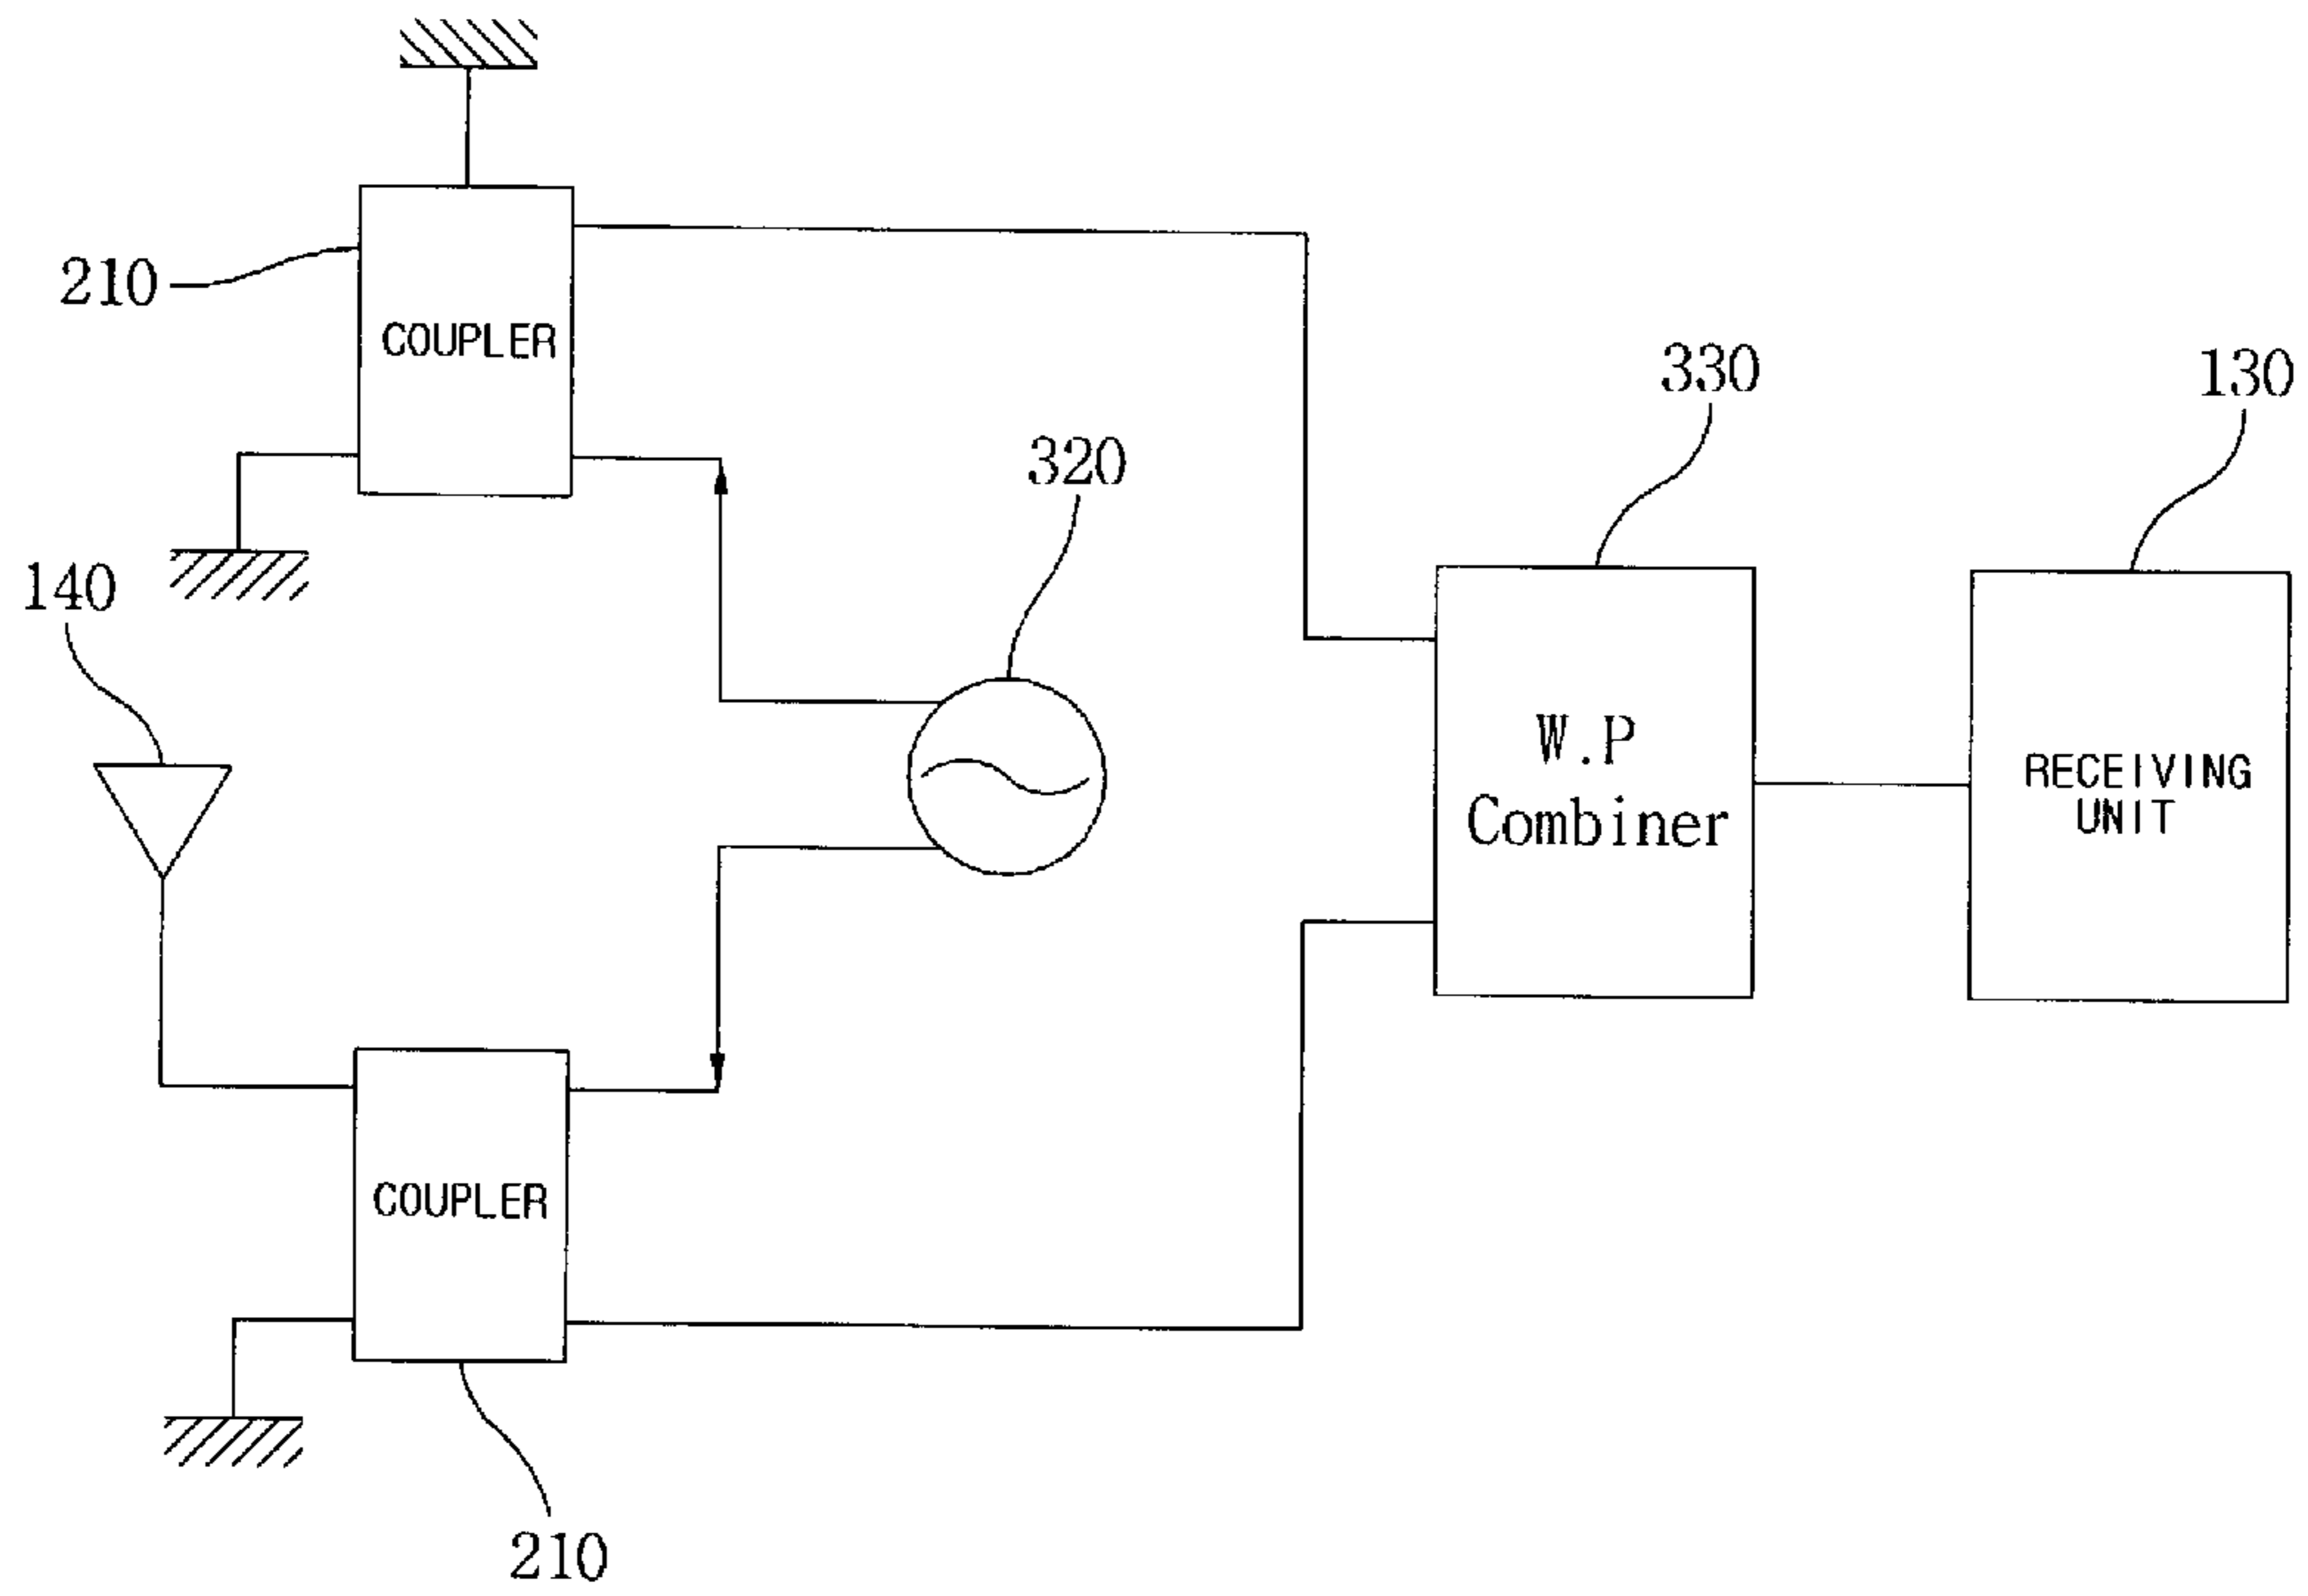 210
COUPLER
330
130
320
140
W.P
Combiner
RECEIVING
UNIT
COUPLER
210